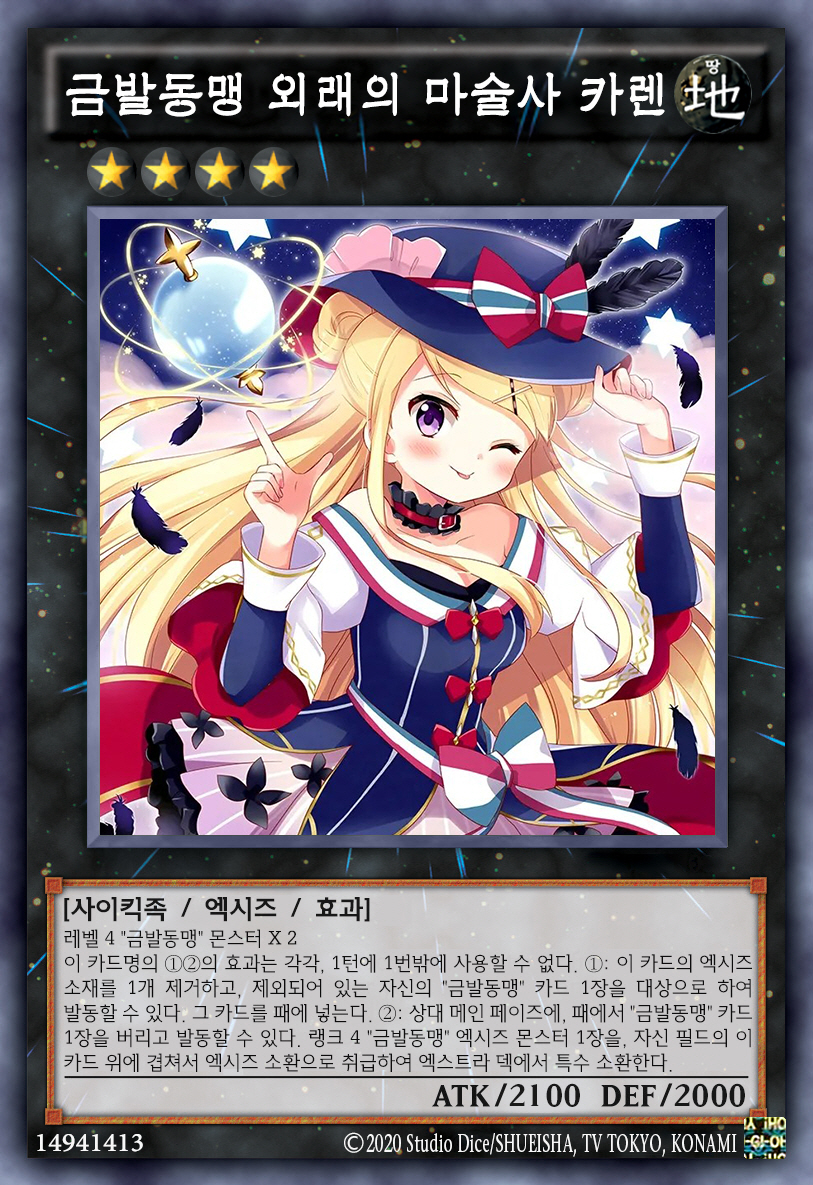 금발동맹 외래의 마술사 카렌
땅
地
[사이킥족 / 엑시즈 / 효과]
레벨 4 "금발동맹" 몬스터 X 2
이 카드명의 ①②의 효과는 각각, 1턴에 1번밖에 사용할 수 없다. ①: 이 카드의 엑시즈
소재를 1개 제거하고, 제외되어 있는 자신의 "금발동맹" 카드 1장을 대상으로 하여
발동할 수 있다. 그 카드를 패에 넣는다. ②: 상대 메인 페이즈에, 패에서 "금발동맹" 카드
1장을 버리고 발동할 수 있다. 랭크 4 "금발동맹" 엑시즈 몬스터 1장을, 자신 필드의 이
카드 위에 겹쳐서 엑시즈 소환으로 취급하여 엑스트라 덱에서 특수 소환한다.
ATK/2100 DEF/2000
14941413
©2020 Studio Dice/SHUEISHA, TV TOKYO, KONAMI